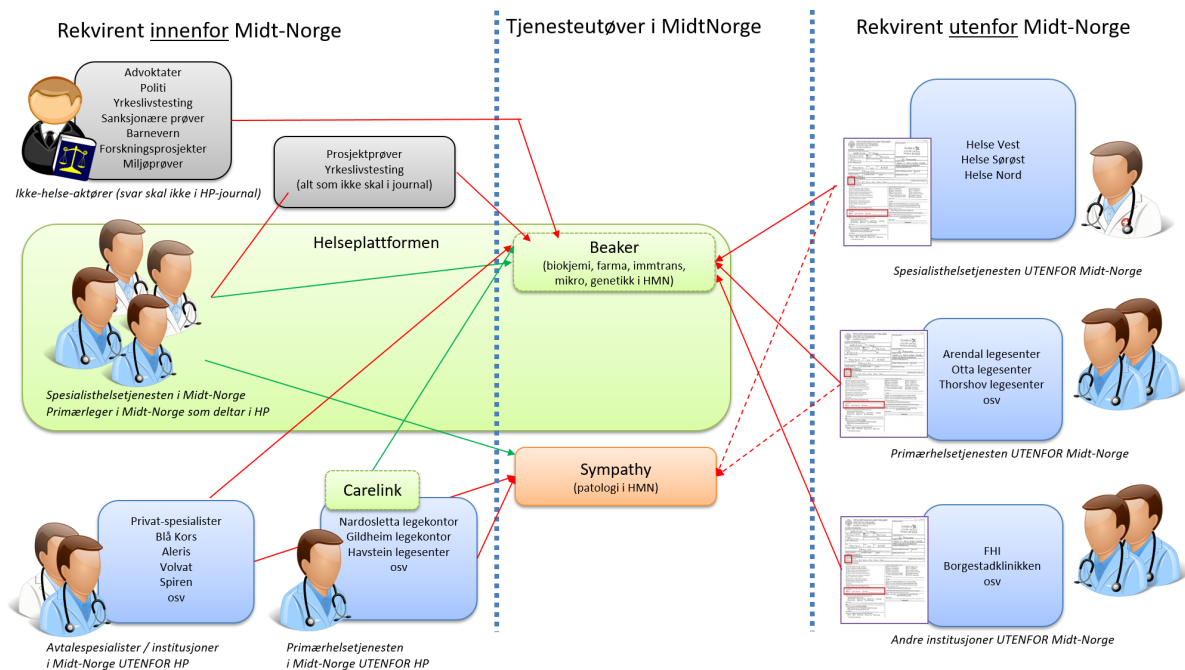 Rekvirent innenfor Midt-Norge
Tjenesteutøver i MidtNorge
Rekvirent utenfor Midt-Norge
Advoktater
Politi
Yrkeslivstesting
Sanksjonære prøver
Barnevern
Forskningsprosjekter
Miljøprøver
Ikke-helse-aktører (svar skal ikke i HP-journal)
Prosjektprøver
Yrkeslivstesting
(alt som ikke skal i journal)
Helseplattformen
Spesialisthelsetjenesten i Midt-Norge
Primærleger i Midt-Norge som deltar i HP
Beaker
(biokjemi, farma, immtrans,
mikro, genetikk i HMN)
Sympathy
(patologi i HMN)
Privat-spesialister
Blå Kors
Aleris
Volvat
Spiren
osv
Avtalespesialister / institusjoner
i Midt-Norge UTENFOR HP
Carelink
Nardosletta legekontor
Gildheim legekontor
Havstein legesenter
osv
Primærhelsetjenesten
i Midt-Norge UTENFOR HP
Helse Vest
Helse Sørøst
Helse Nord
Spesialisthelsetjenesten UTENFOR Midt-Norge
Arendal legesenter
Otta legesenter
Thorshov legesenter
osv
Primærhelsetjenesten UTENFOR Midt-Norge
FHI
Borgestadklinikken
osv
Andre institusjoner UTENFOR Midt-Norge